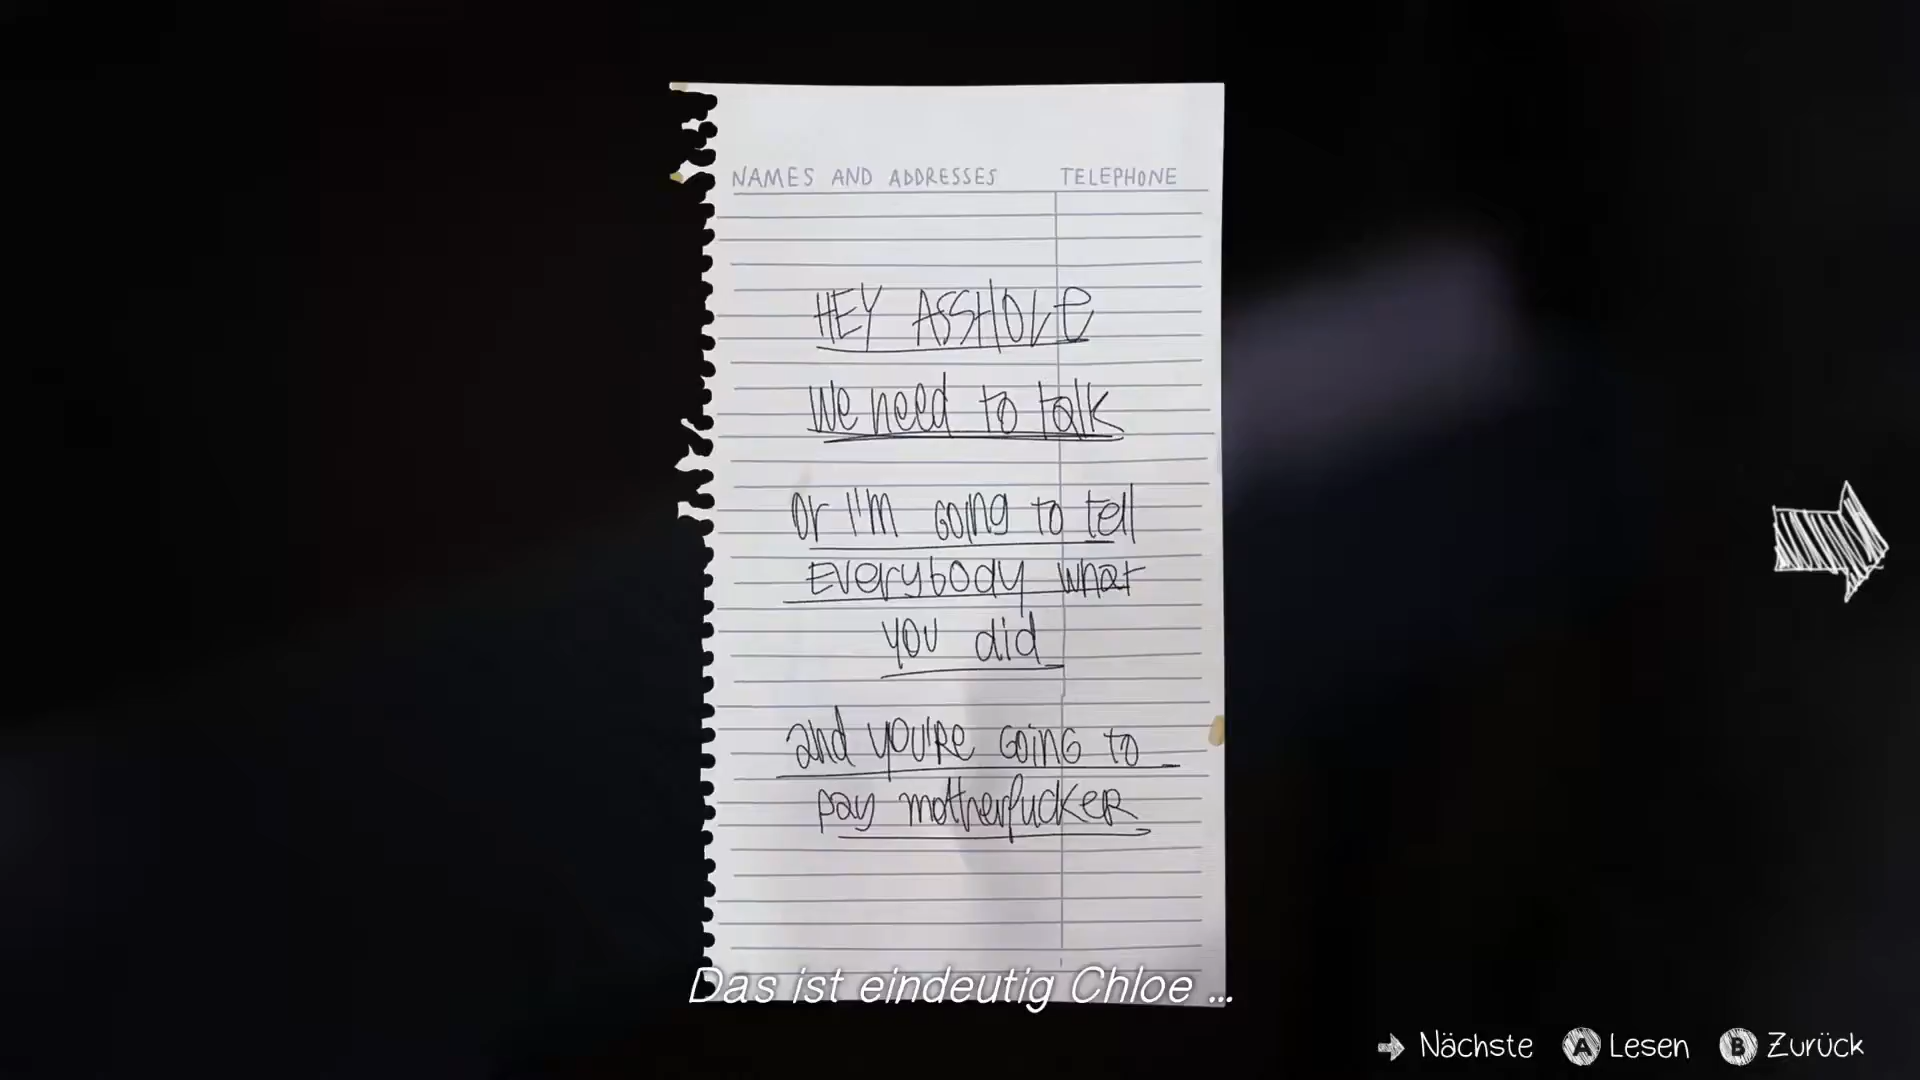 NAMES AND ADDRESSES TELEPHONE
HEY ASSHOLE
We need to talk
Or I'm GOing to tell
Everybody what
you did
and you're GOinG to
pay motherfucker
Das ist eindeutig Chloe ...
Nächste A Lesen B Zurück